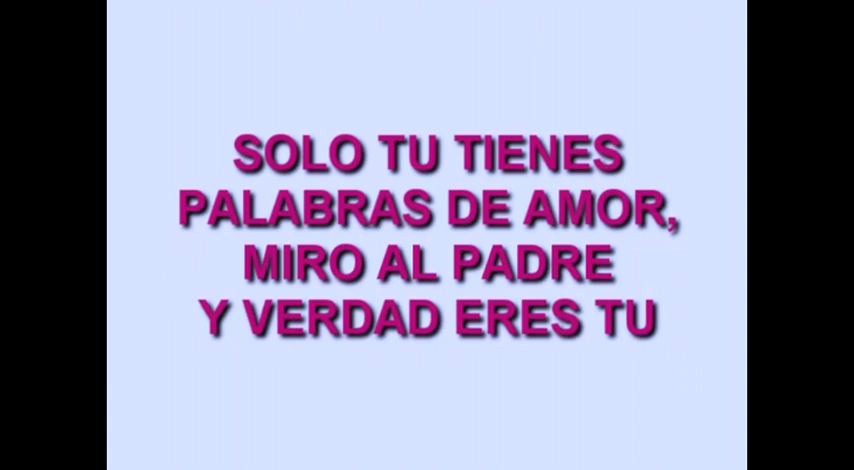 SOLO TU TIENES
PALABRAS DE AMOR,
MIRO AL PADRE
Y VERDAD ERES TU